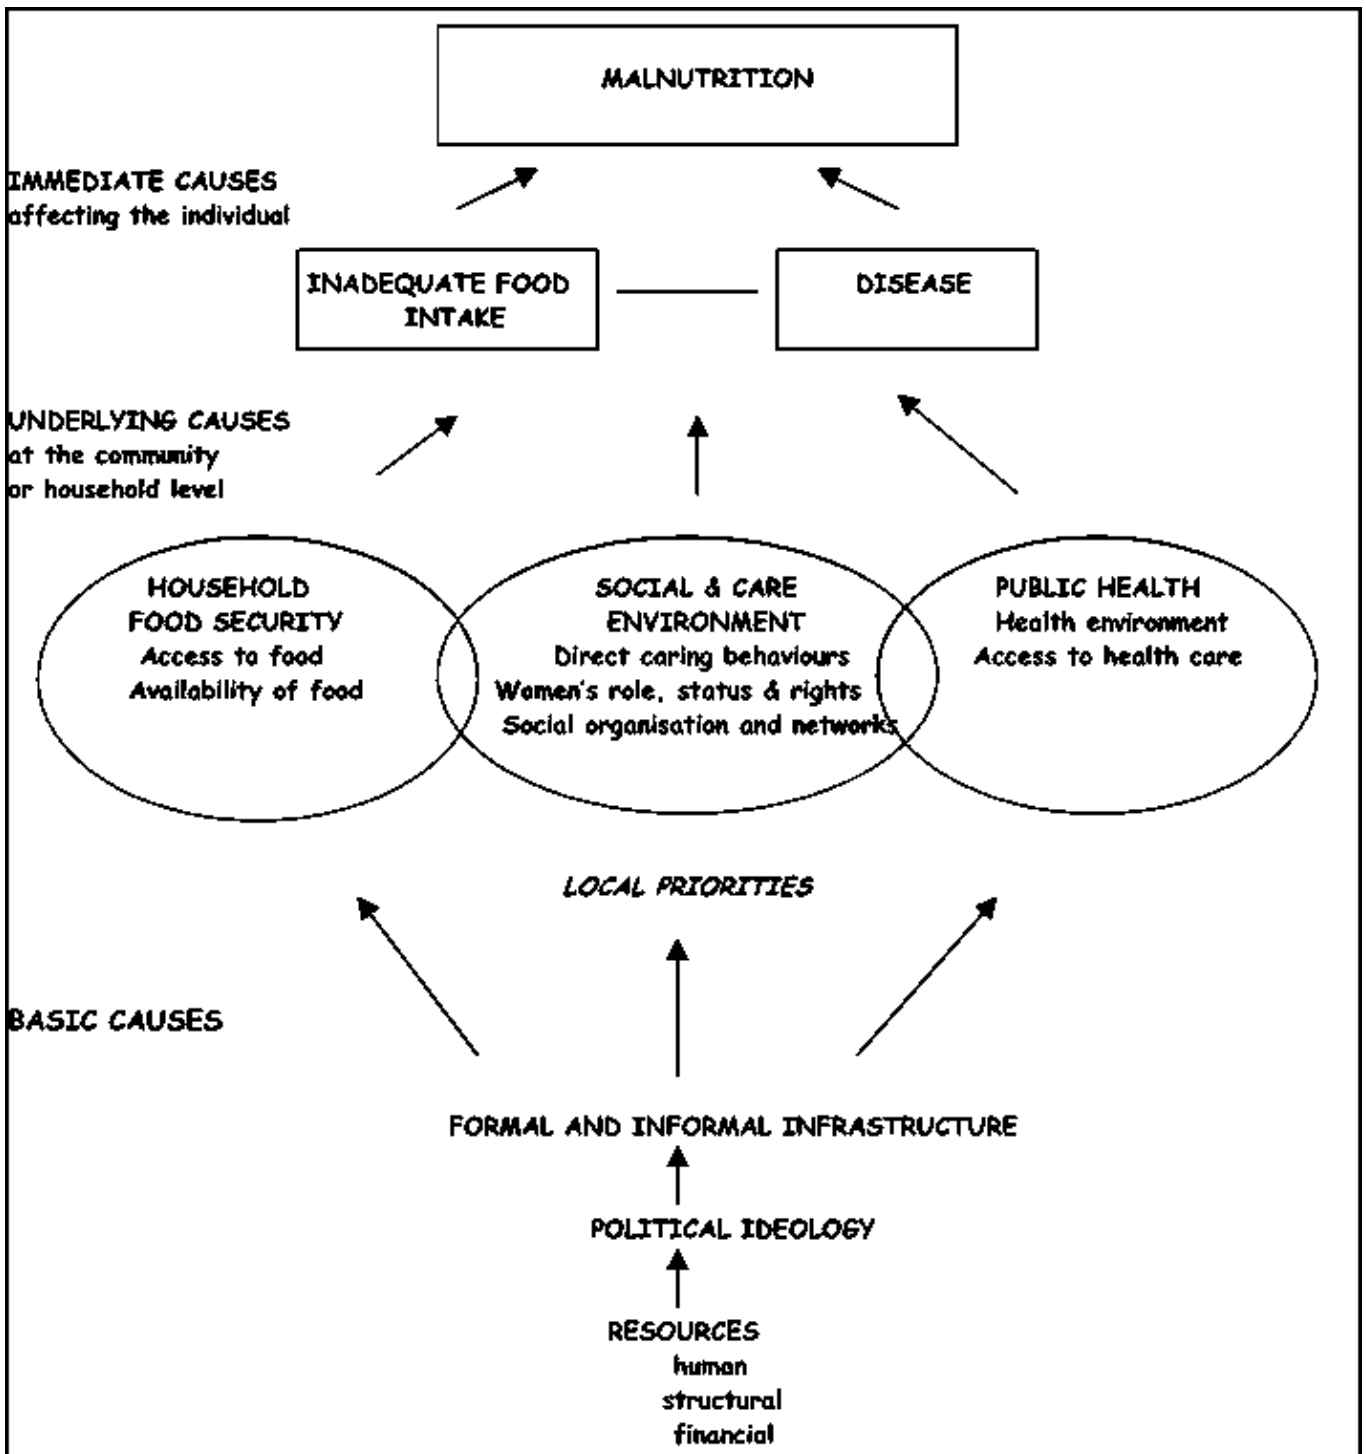 MALNUTRITION
IMMEDIATE CAUSES
affecting the individual
INADEQUATE FOOD
INTAKE
DISEASE
UNDERLYING CAUSES
at the community
or household level
HOUSEHOLD
FOOD SECURITY
Access to food
Availability of food
SOCIAL & CARE
ENVIRONMENT
Direct caring behaviours
Women's role, status & rights
Social organisation and networks
PUBLIC HEALTH
Health environment
Access to health care
LOCAL PRIORITIES
BASIC CAUSES
FORMAL AND INFORMAL INFRASTRUCTURE
POLITICAL IDEOLOGY
RESOURCES
human
structural
financial